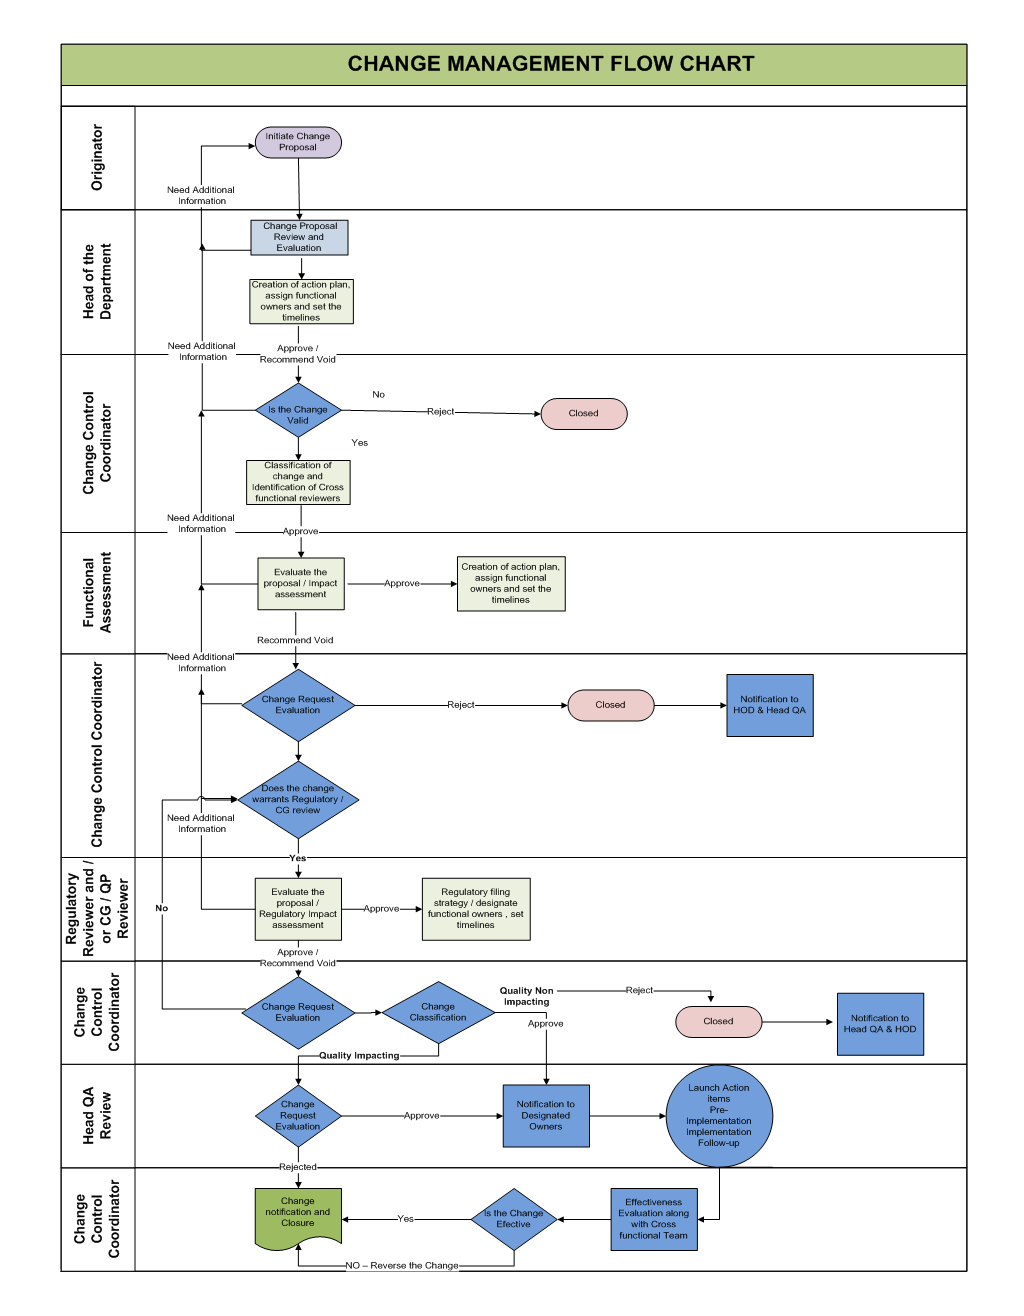 CHANGE MANAGEMENT FLOW CHART
Originator
Initiate Change
Proposal
Need Additional
Information
Head of the
Department
Change Proposal
Review and
Evaluation
Creation of action plan,
assign functional
owners and set the
timelines
Need Additional
Information
Approve /
Recommend Void
Change Control
Coordinator
Is the Change
Valid
No
Reject
Closed
Yes
Classification of
change and
Identification of Cross
functional reviewers
Need Additional
Information
Approve
Functional
Assessment
Evaluate the
proposal / Impact
assessment
Approve
Creation of action plan,
assign functional
owners and set the
timelines
Recommend Void
Need Additional
Information
Change Control Coordinator
Change Request
Evaluation
Reject
Closed
Notification to
HOD & Head QA
Does the change
warrants Regulatory /
CG review
Need Additional
Information
Yes
Regulatory
Reviewer and /
or CG / QP
Reviewer
No
Evaluate the
proposal /
Regulatory Impact
assessment
Approve
Regulatory filing
strategy / designate
functional owners , set
timelines
Approve /
Recommend Void
Change
Control
Coordinator
Change Request
Evaluation
Change
Classification
Quality Non
Impacting
Reject
Approve
Closed
Notification to
Head QA & HOD
Quality Impacting
Head QA
Review
Change
Request
Evaluation
Approve
Notification to
Designated
Owners
Launch Action
items
Pre-
Implementation
Implementation
Follow-up
Rejected
Change
Control
Coordinator
Change
notification and
Closure
Yes
Is the Change
Efective
Effectiveness
Evaluation along
with Cross
functional Team
NO – Reverse the Change